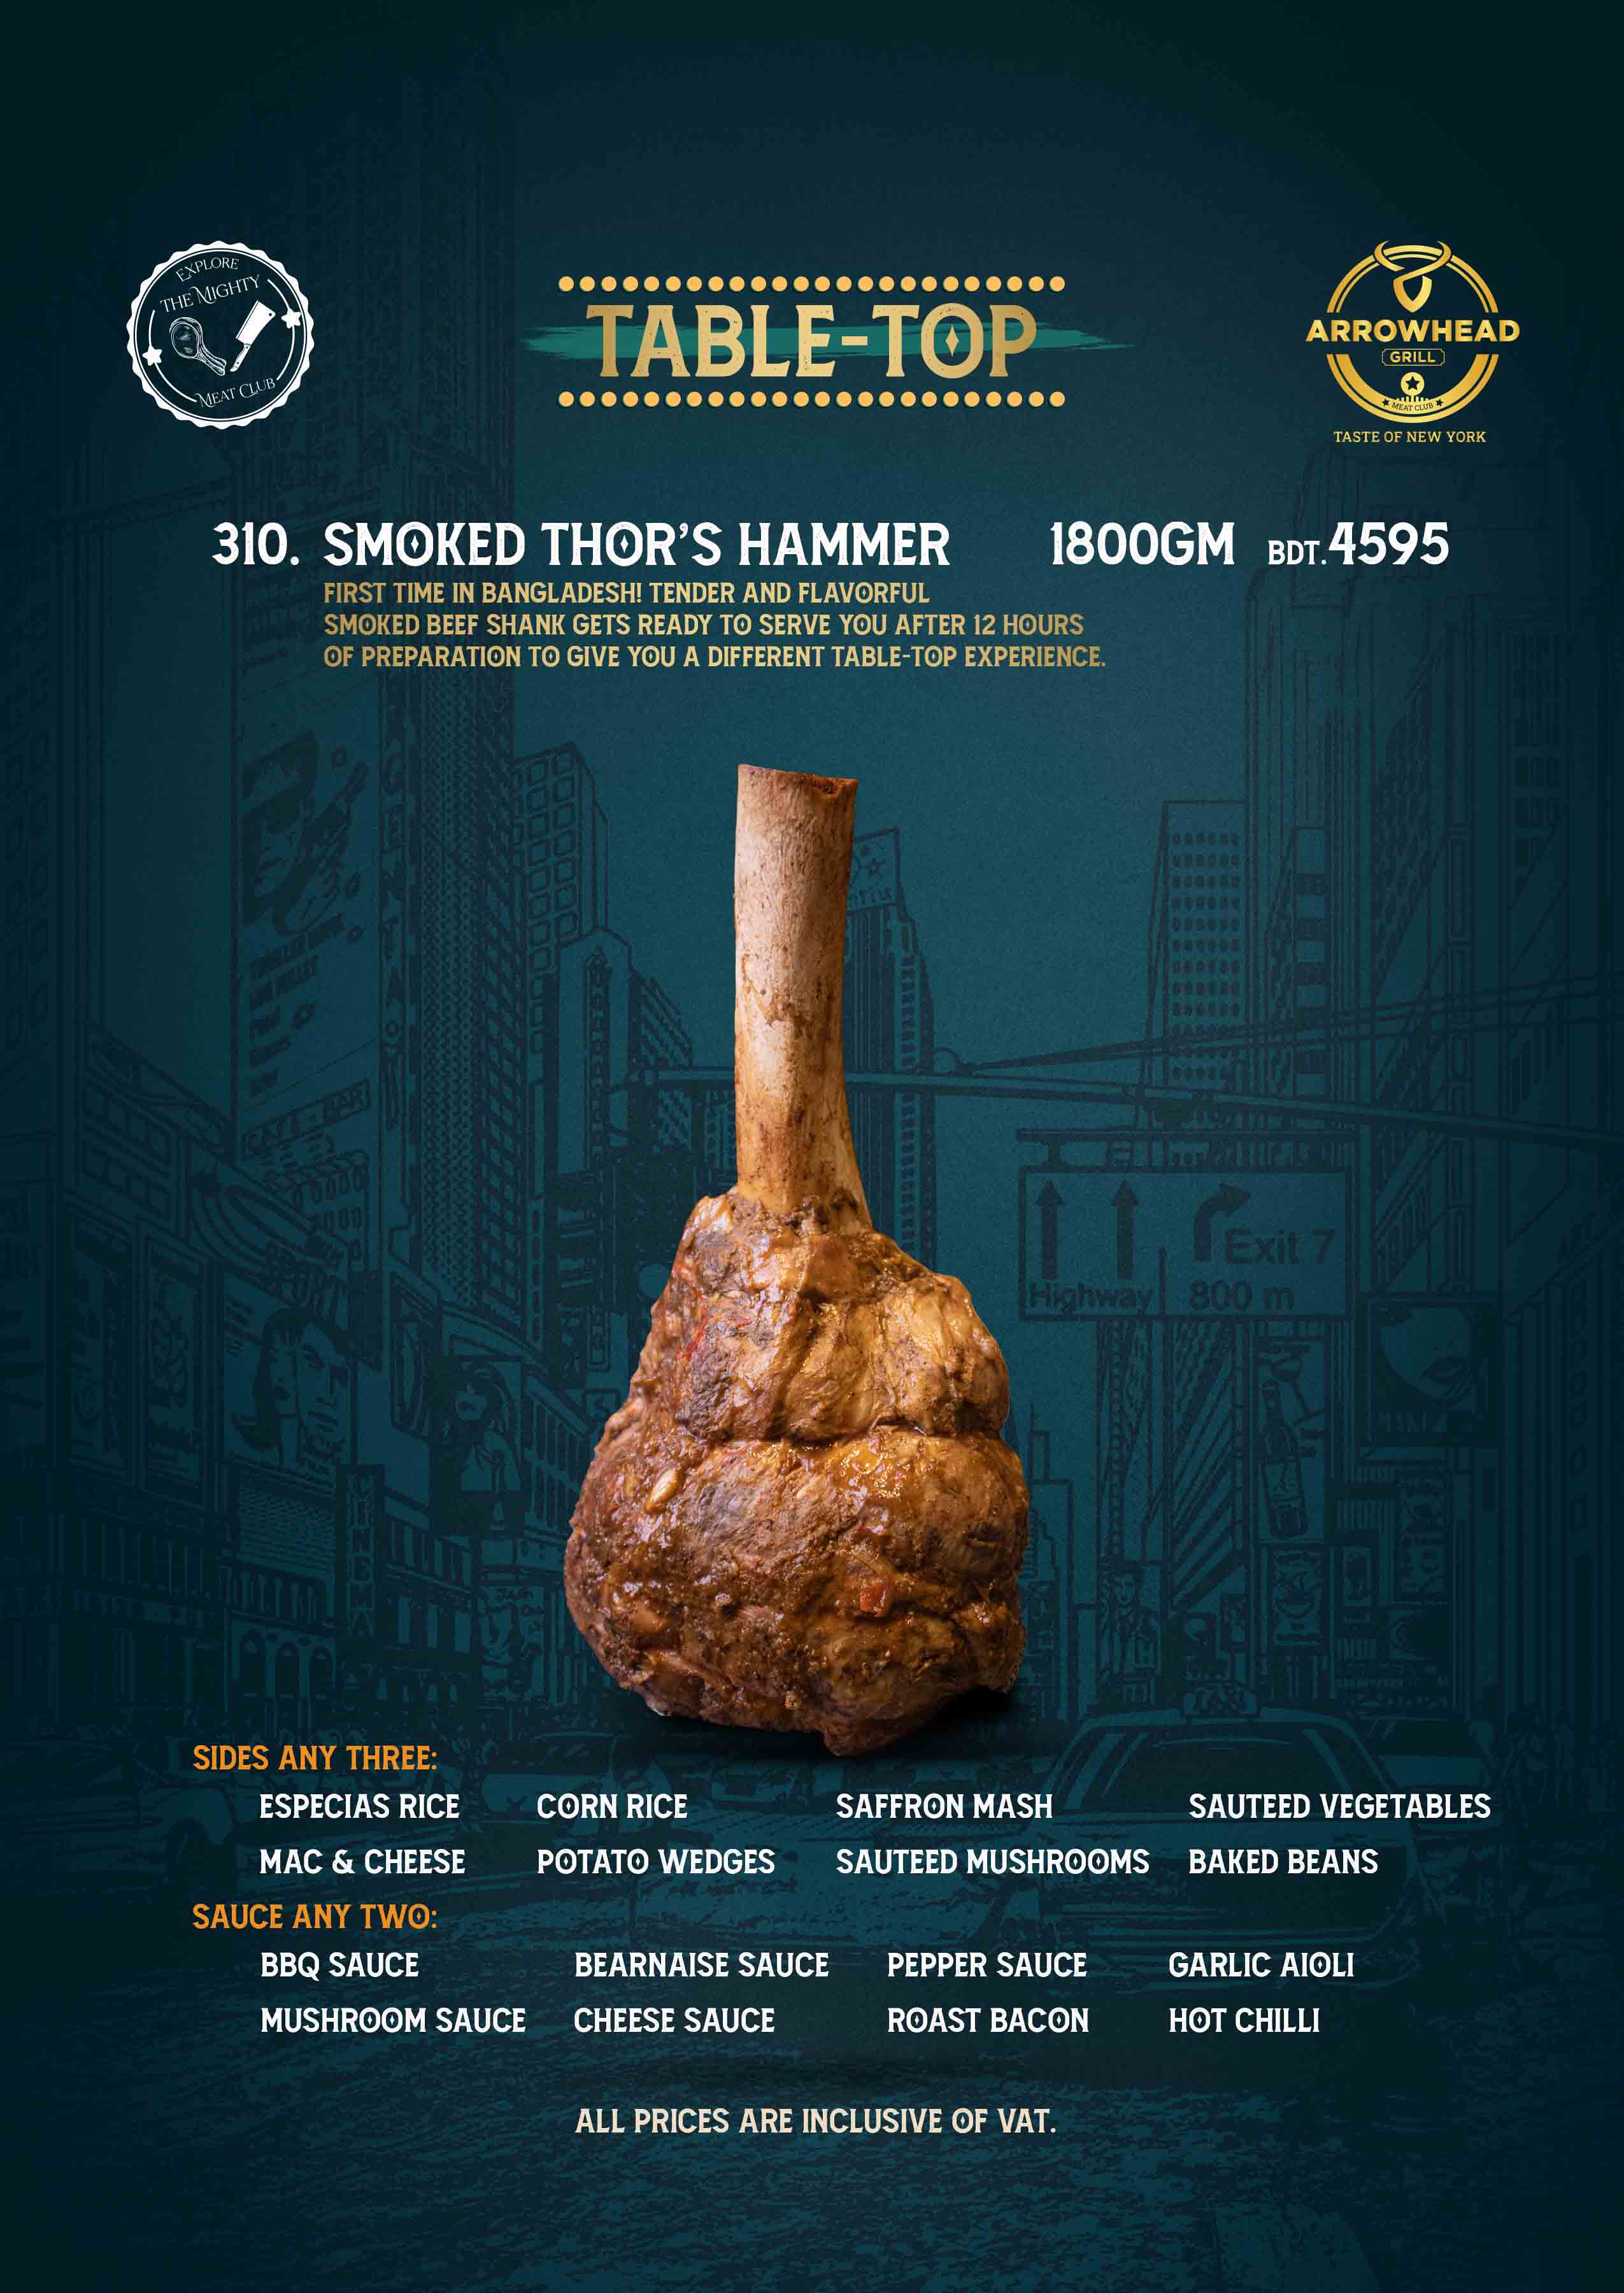 EXPLORE
THE MIGHTY
MEAT CLUB
TABLE-TOP
ARROWHEAD
GRILL
MEAT CLUB
TASTE OF NEW YORK
310. SMOKED THOR'S HAMMER 1800GM BDT.4595
FIRST TIME IN BANGLADESH! TENDER AND FLAVORFUL
SMOKED BEEF SHANK GETS READY TO SERVE YOU AFTER 12 HOURS
OF PREPARATION TO GIVE YOU A DIFFERENT TABLE-TOP EXPERIENCE.
Exit 7
Highway 800 m
SIDES ANY THREE:
ESPECIAS RICE CORN RICE SAFFRON MASH SAUTEED VEGETABLES
MAC & CHEESE POTATO WEDGES SAUTEED MUSHROOMS BAKED BEANS
SAUCE ANY TWO:
BBQ SAUCE BEARNAISE SAUCE PEPPER SAUCE GARLIC AIOLI
MUSHROOM SAUCE CHEESE SAUCE ROAST BACON HOT CHILLI
ALL PRICES ARE INCLUSIVE OF VAT.